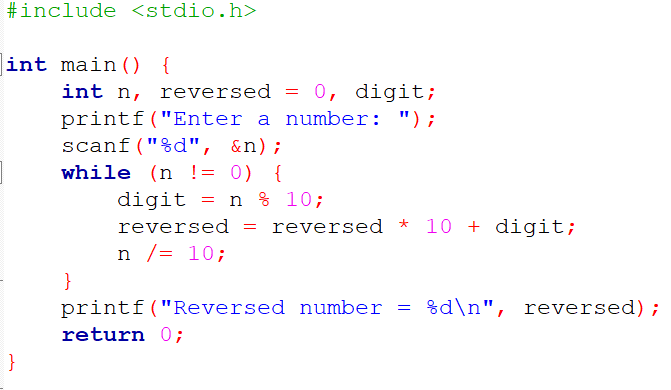 #include <stdio.h>
int main() {
    int n, reversed = 0, digit;
    printf("Enter a number: ");
    scanf("%d", &n);
    while (n != 0) {
        digit = n % 10;
        reversed = reversed * 10 + digit;
        n /= 10;
    }
    printf("Reversed number = %d\n", reversed);
    return 0;
}